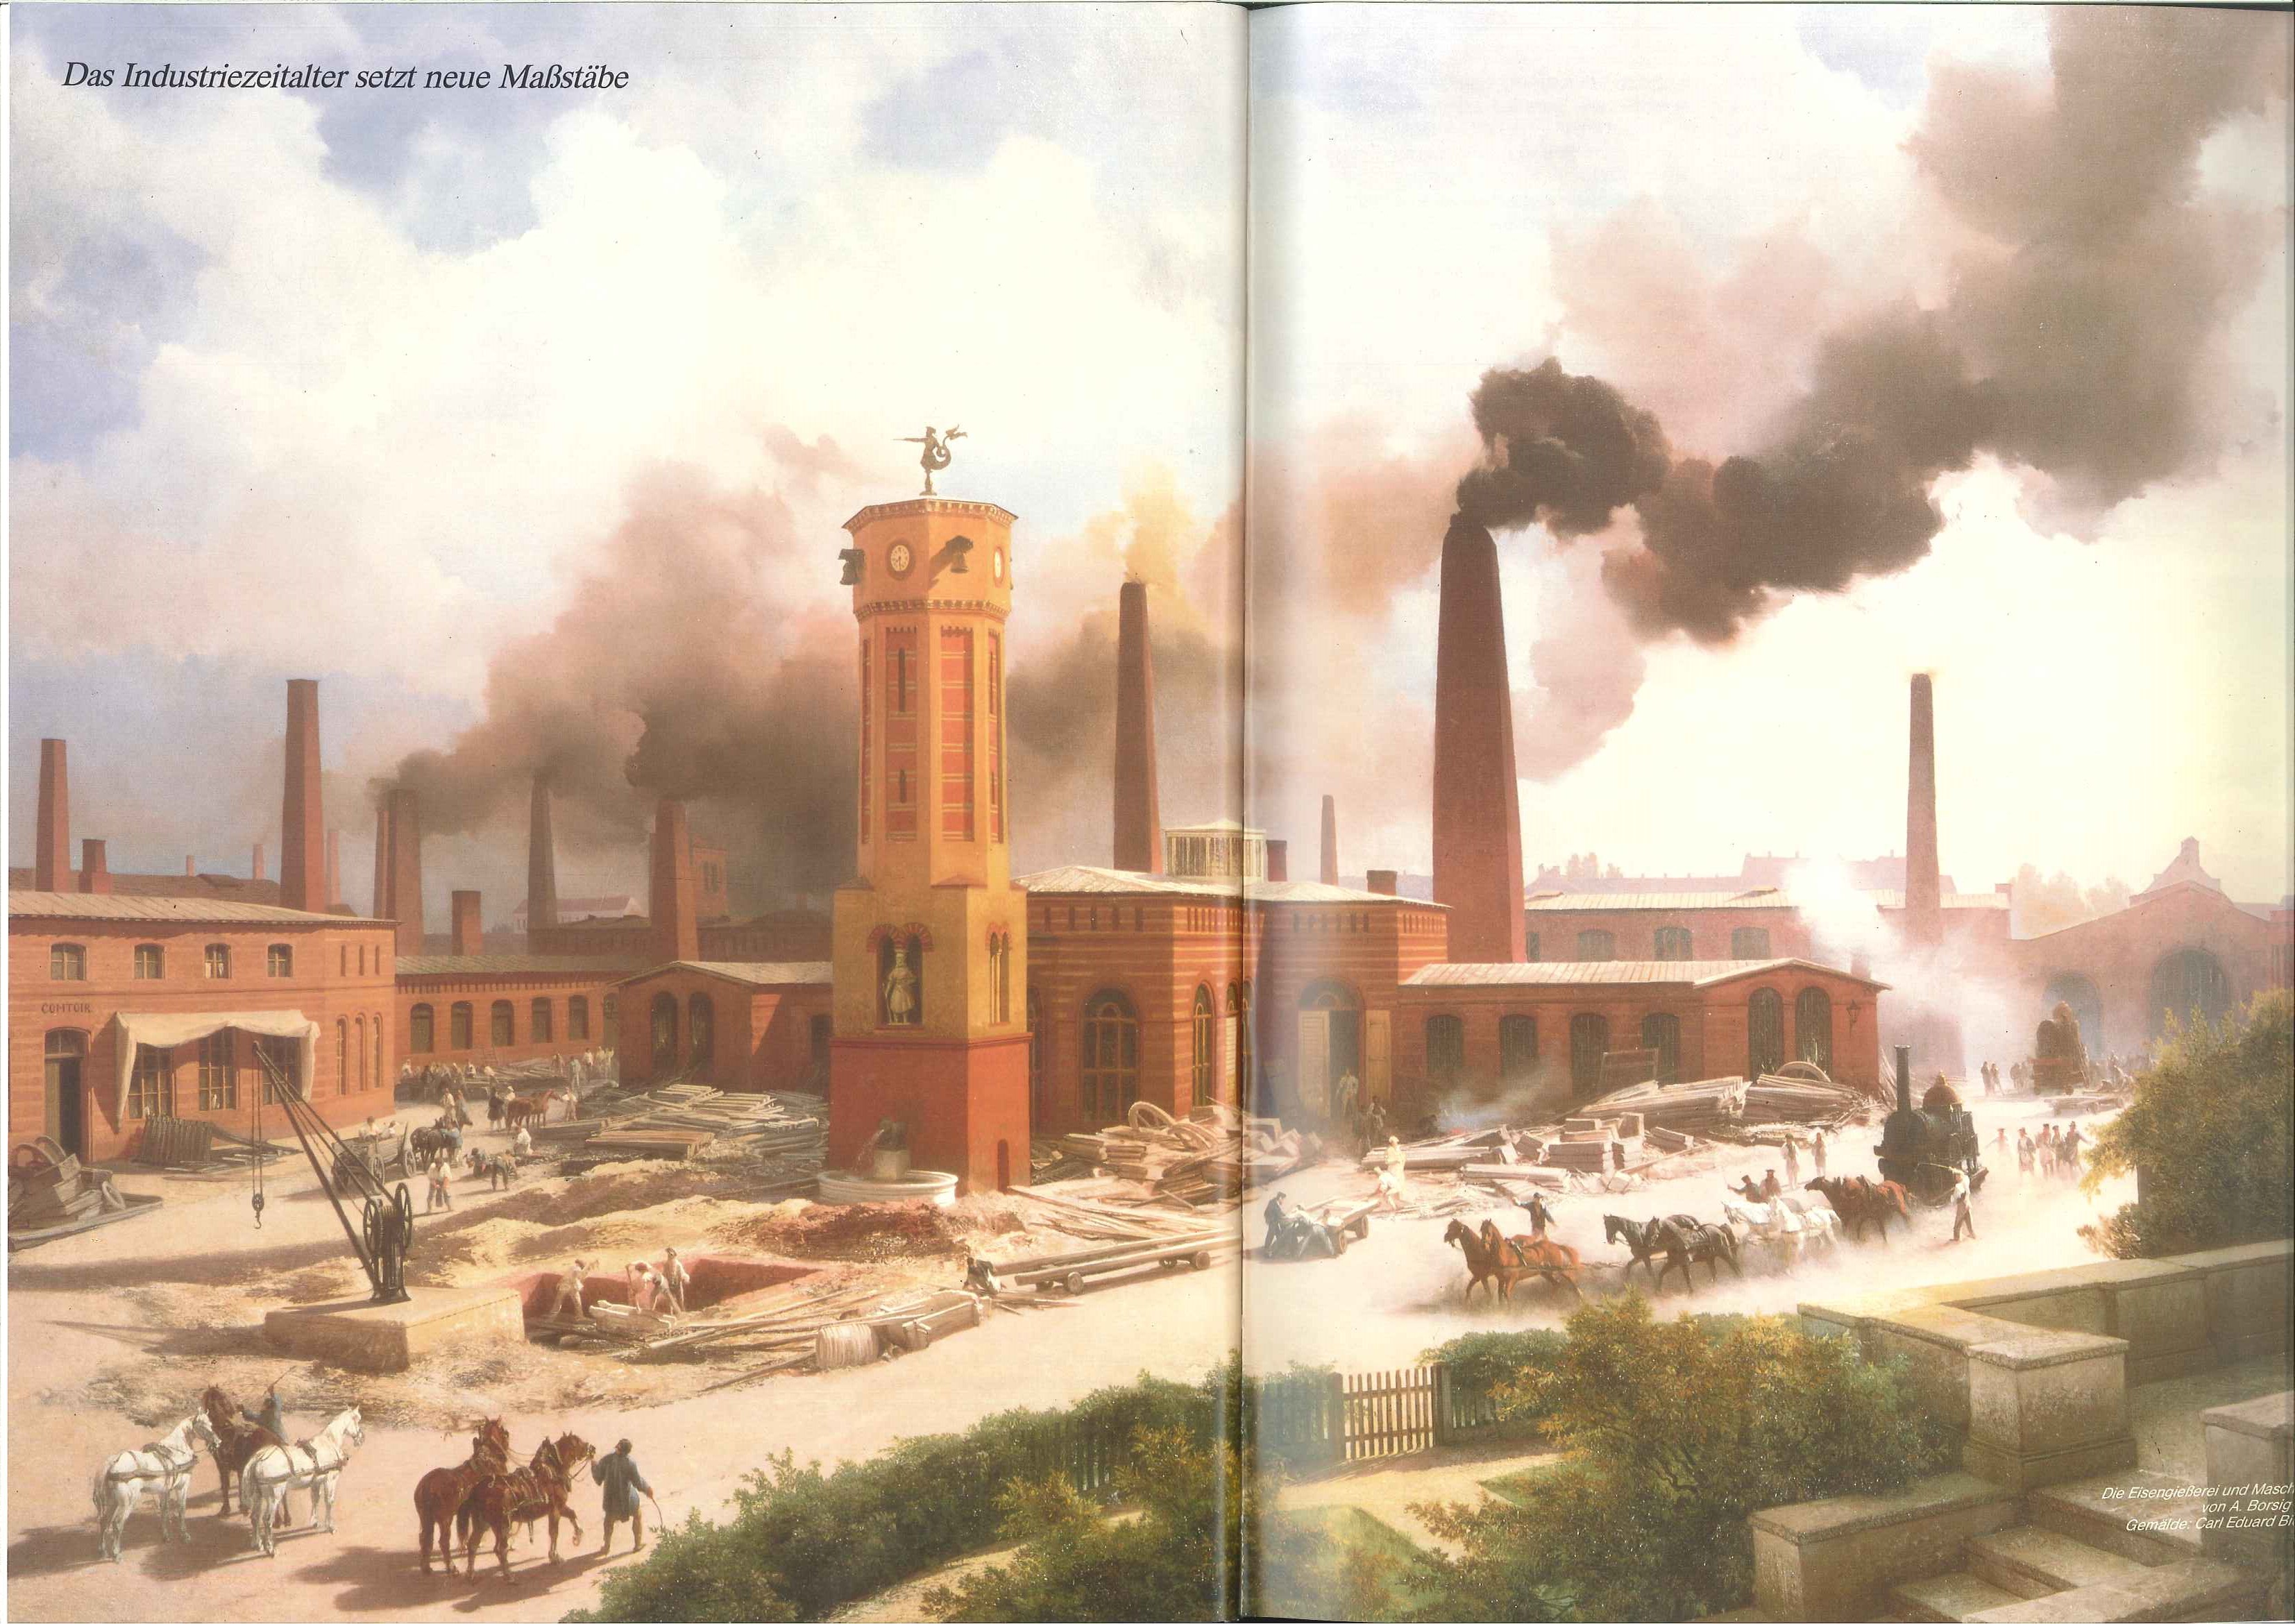 Das Industriezeitalter setzt neue Maßstäbe
COMTOIR
Die Eisengießerei und Masch
von A. Borsig
Gemälde: Carl Eduard Bi